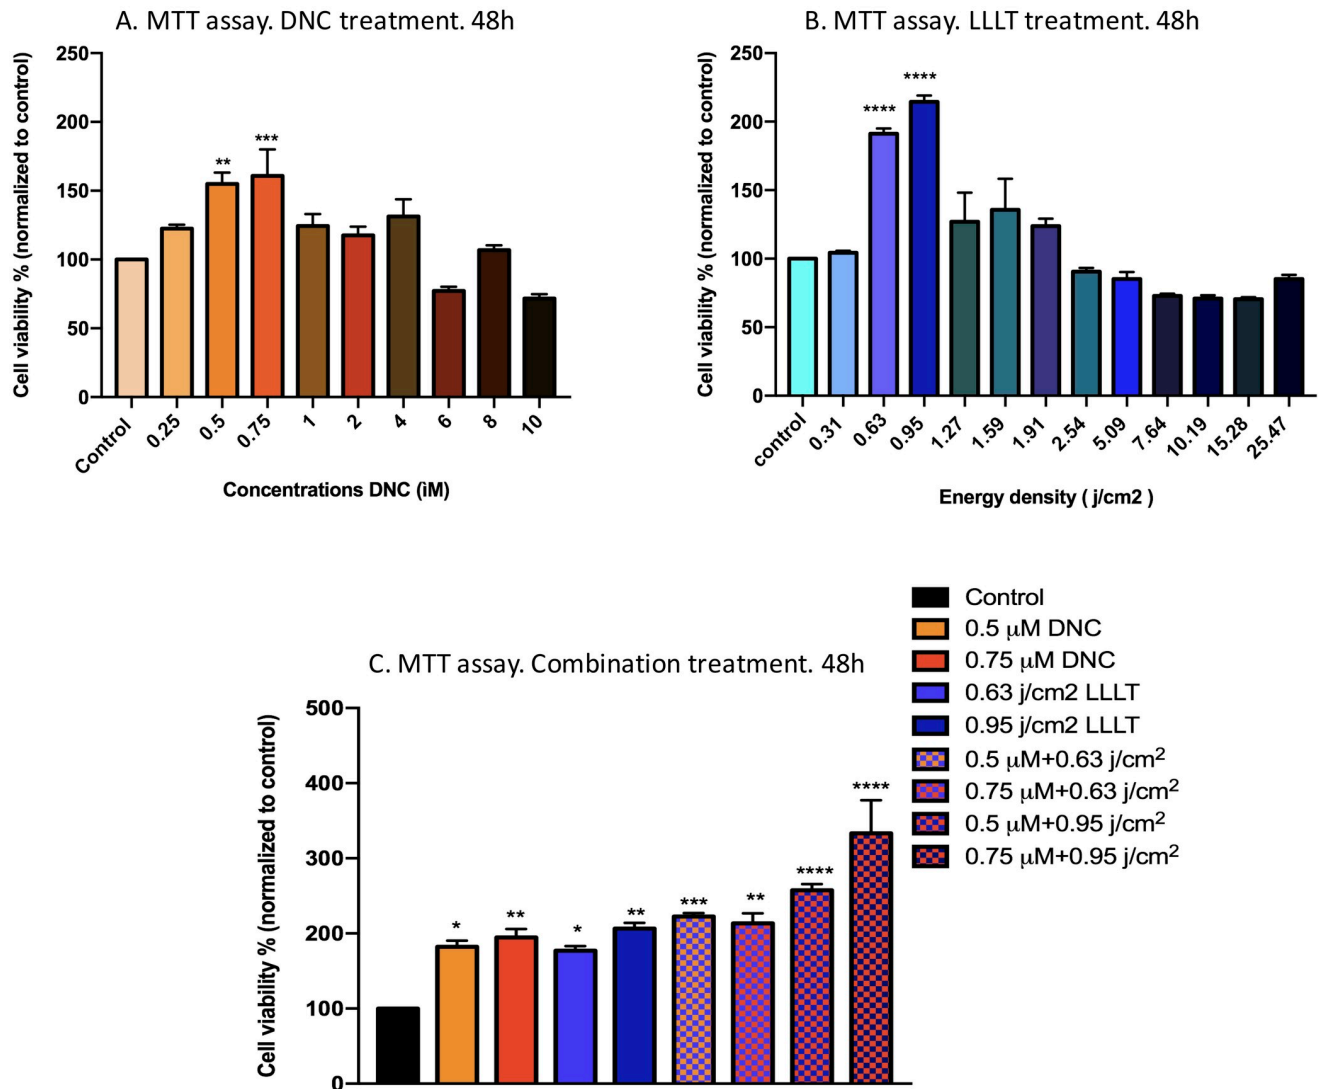 A. MTT assay. DNC treatment. 48h
Cell viability % (normalized to control)
250
200
150
100
50
0
**
***
Control
0.25
0.5
0.75
1
2
4
6
8
10
Concentrations DNC (ìM)
B. MTT assay. LLLT treatment. 48h
Cell viability % (normalized to control)
250
200
150
100
50
0
****
****
control
0.31
0.63
0.95
1.27
1.59
1.91
2.54
5.09
7.64
10.19
15.28
25.47
Energy density ( j/cm2 )
C. MTT assay. Combination treatment. 48h
Cell viability % (normalized to control)
500
400
300
200
100
0
*
**
*
**
***
**
****
****
Control
0.5 μM DNC
0.75 μM DNC
0.63 j/cm2 LLLT
0.95 j/cm2 LLLT
0.5 μM+0.63 j/cm²
0.75 μM+0.63 j/cm²
0.5 μM+0.95 j/cm²
0.75 μM+0.95 j/cm²